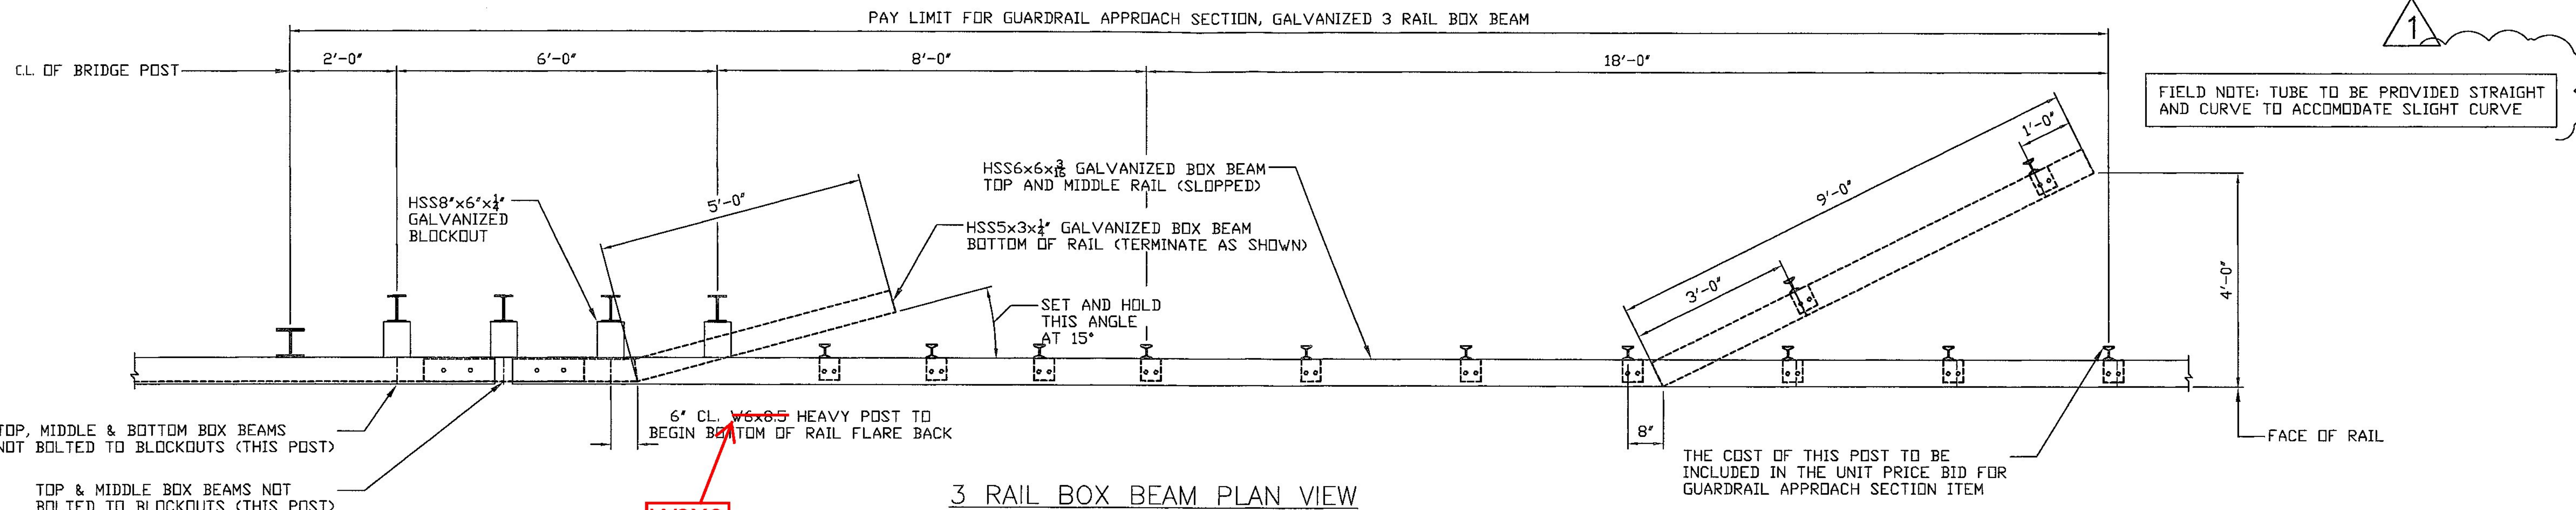 PAY LIMIT FOR GUARDRAIL APPROACH SECTION, GALVANIZED 3 RAIL BOX BEAM
1
C.L. OF BRIDGE POST
2'-0"
6'-0"
8'-0"
18'-0"
FIELD NOTE: TUBE TO BE PROVIDED STRAIGHT
AND CURVE TO ACCOMODATE SLIGHT CURVE
HSS8"x6"x1/4"
GALVANIZED
BLOCKOUT
5'-0"
HSS6x6x3/16 GALVANIZED BOX BEAM
TOP AND MIDDLE RAIL (SLOPPED)
HSS5x3x1/4" GALVANIZED BOX BEAM
BOTTOM OF RAIL (TERMINATE AS SHOWN)
SET AND HOLD
THIS ANGLE
AT 15°
9'-0"
1'-0"
3'-0"
4'-0"
TOP, MIDDLE & BOTTOM BOX BEAMS
NOT BOLTED TO BLOCKOUTS (THIS POST)
TOP & MIDDLE BOX BEAMS NOT
BOLTED TO BLOCKOUTS (THIS POST)
6" CL. W6x8.5 HEAVY POST TO
BEGIN BOTTOM OF RAIL FLARE BACK
8"
THE COST OF THIS POST TO BE
INCLUDED IN THE UNIT PRICE BID FOR
GUARDRAIL APPROACH SECTION ITEM
FACE OF RAIL
3 RAIL BOX BEAM PLAN VIEW